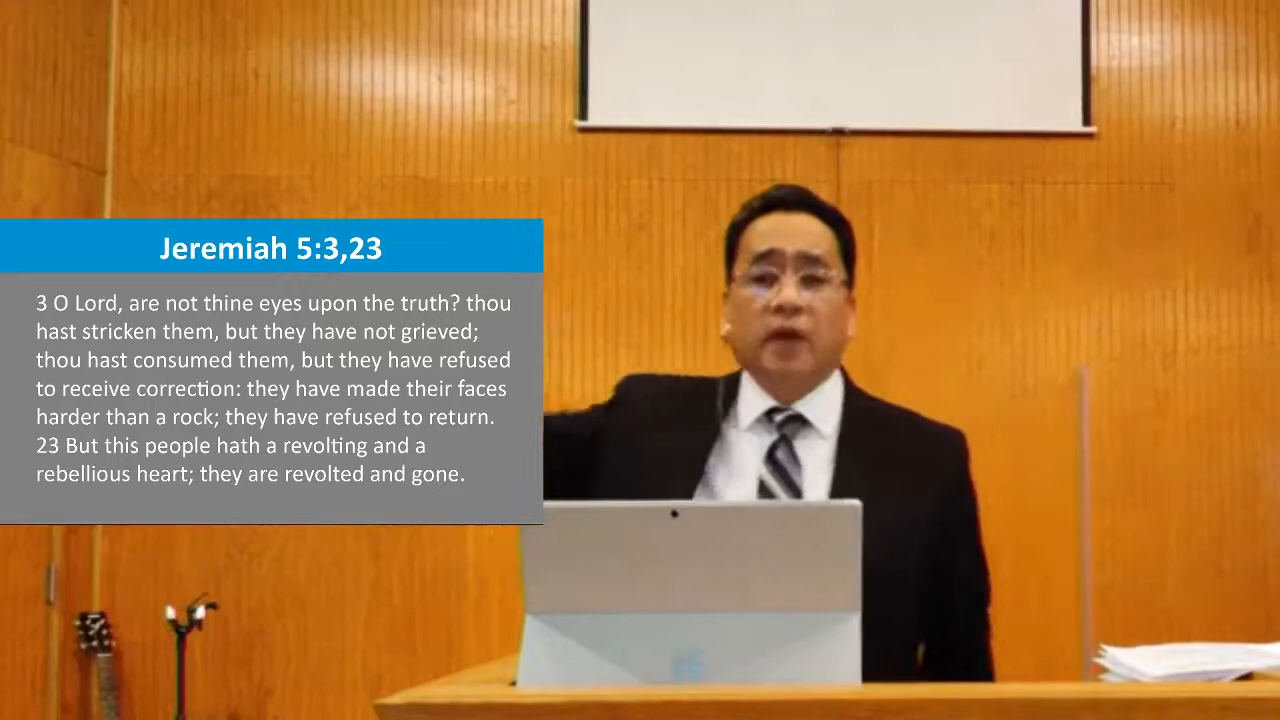 Jeremiah 5:3,23
3 O Lord, are not thine eyes upon the truth? thou
hast stricken them, but they have not grieved;
thou hast consumed them, but they have refused
to receive correction: they have made their faces
harder than a rock; they have refused to return.
23 But this people hath a revolting and a
rebellious heart; they are revolted and gone.